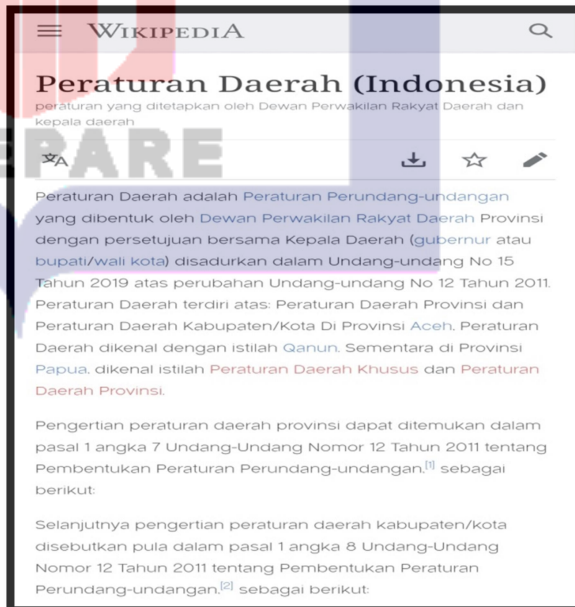 WIKIPEDIA
Peraturan Daerah (Indonesia)
peraturan yang ditetapkan oleh Dewan Perwakilan Rakyat Daerah dan
kepala daerah
EPARE
Peraturan Daerah adalah Peraturan Perundang-undangan
yang dibentuk oleh Dewan Perwakilan Rakyat Daerah Provinsi
dengan persetujuan bersama Kepala Daerah (gubernur atau
bupati/wali kota) disadurkan dalam Undang-undang No 15
Tahun 2019 atas perubahan Undang-undang No 12 Tahun 2011.
Peraturan Daerah terdiri atas: Peraturan Daerah Provinsi dan
Peraturan Daerah Kabupaten/Kota Di Provinsi Aceh. Peraturan
Daerah dikenal dengan istilah Qanun. Sementara di Provinsi
Papua, dikenal istilah Peraturan Daerah Khusus dan Peraturan
Daerah Provinsi.
Pengertian peraturan daerah provinsi dapat ditemukan dalam
pasal 1 angka 7 Undang-Undang Nomor 12 Tahun 2011 tentang
Pembentukan Peraturan Perundang-undangan,[1] sebagai
berikut:
Selanjutnya pengertian peraturan daerah kabupaten/kota
disebutkan pula dalam pasal 1 angka 8 Undang-Undang
Nomor 12 Tahun 2011 tentang Pembentukan Peraturan
Perundang-undangan,[2] sebagai berikut: